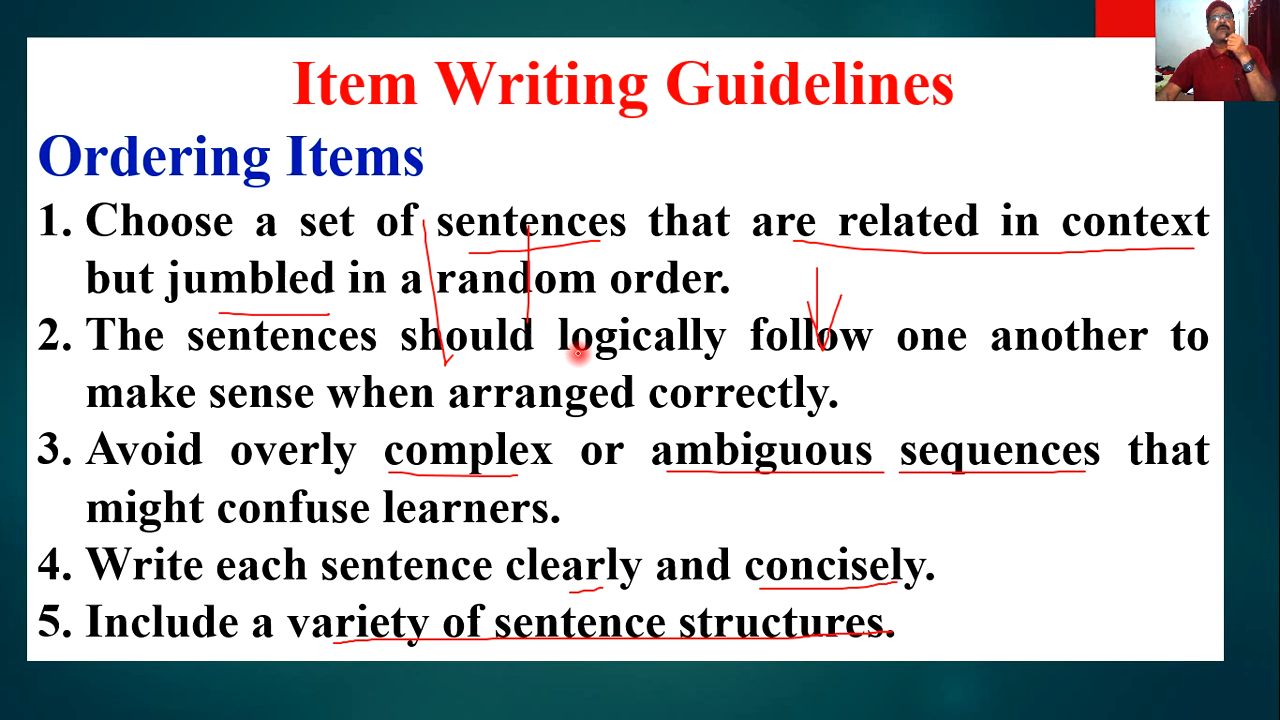 Item Writing Guidelines
Ordering Items
1. Choose a set of sentences that are related in context
but jumbled in a random order.
2. The sentences should logically follow one another to
make sense when arranged correctly.
3. Avoid overly complex or ambiguous sequences that
might confuse learners.
4. Write each sentence clearly and concisely.
5. Include a variety of sentence structures.